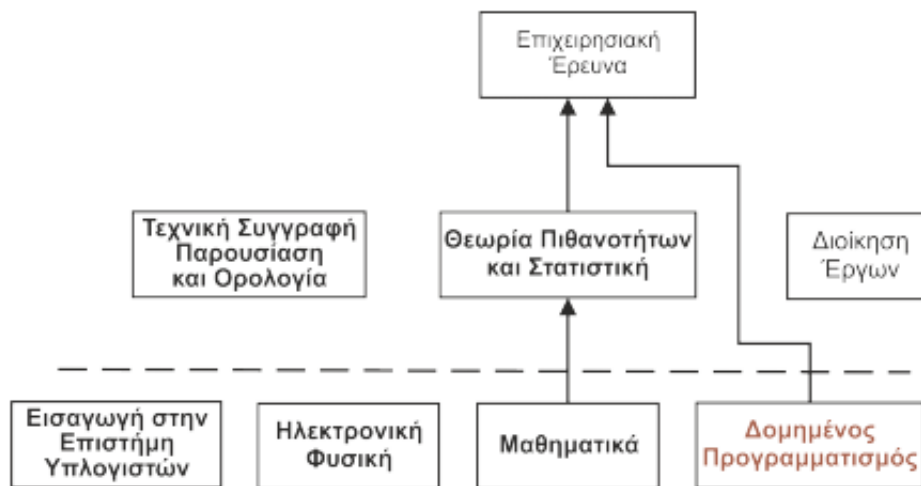 Επιχειρησιακή
Έρευνα
Τεχνική Συγγραφή
Παρουσίαση
και Ορολογία
Θεωρία Πιθανοτήτων
και Στατιστική
Διοίκηση
Έργων
Εισαγωγή στην
Επιστήμη
Υπλογιστών
Ηλεκτρονική
Φυσική
Μαθηματικά
Δομημένος
Προγραμματισμός